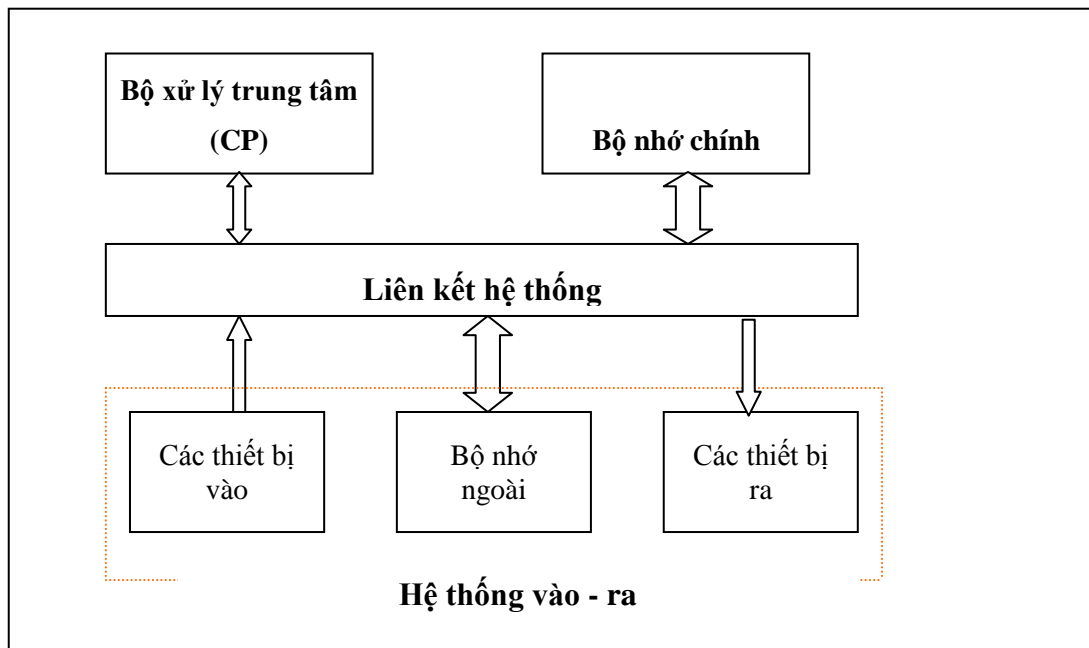 Bộ xử lý trung tâm
(CP)
Bộ nhớ chính
Liên kết hệ thống
Các thiết bị
vào
Bộ nhớ
ngoài
Các thiết bị
ra
Hệ thống vào - ra